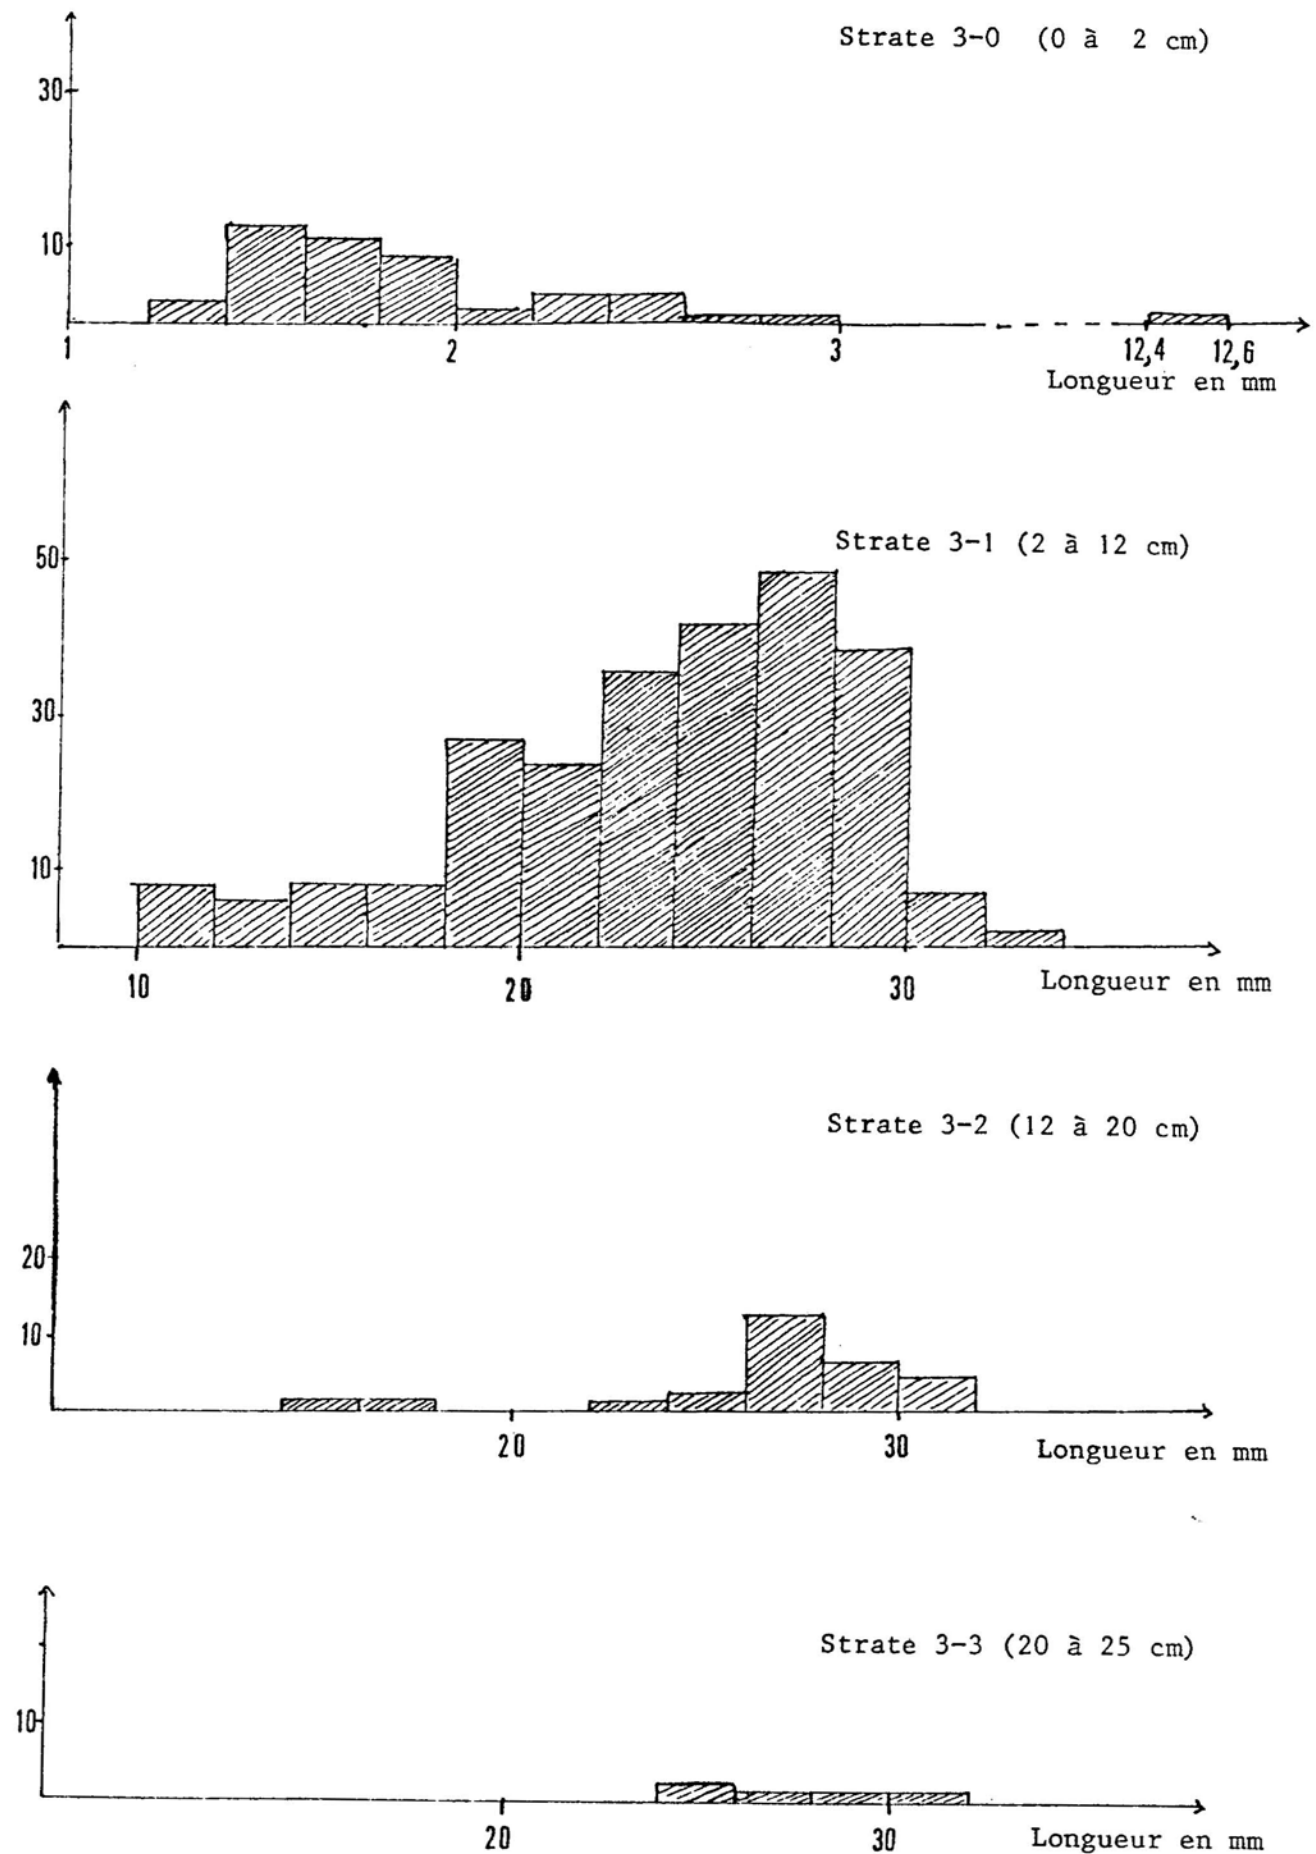 Strate 3-0 (0 à 2 cm)
30
10
1 2 3 12,4 12,6
Longueur en mm
Strate 3-1 (2 à 12 cm)
50
30
10
10 20 30
Longueur en mm
Strate 3-2 (12 à 20 cm)
20
10
20 30
Longueur en mm
Strate 3-3 (20 à 25 cm)
10
20 30
Longueur en mm